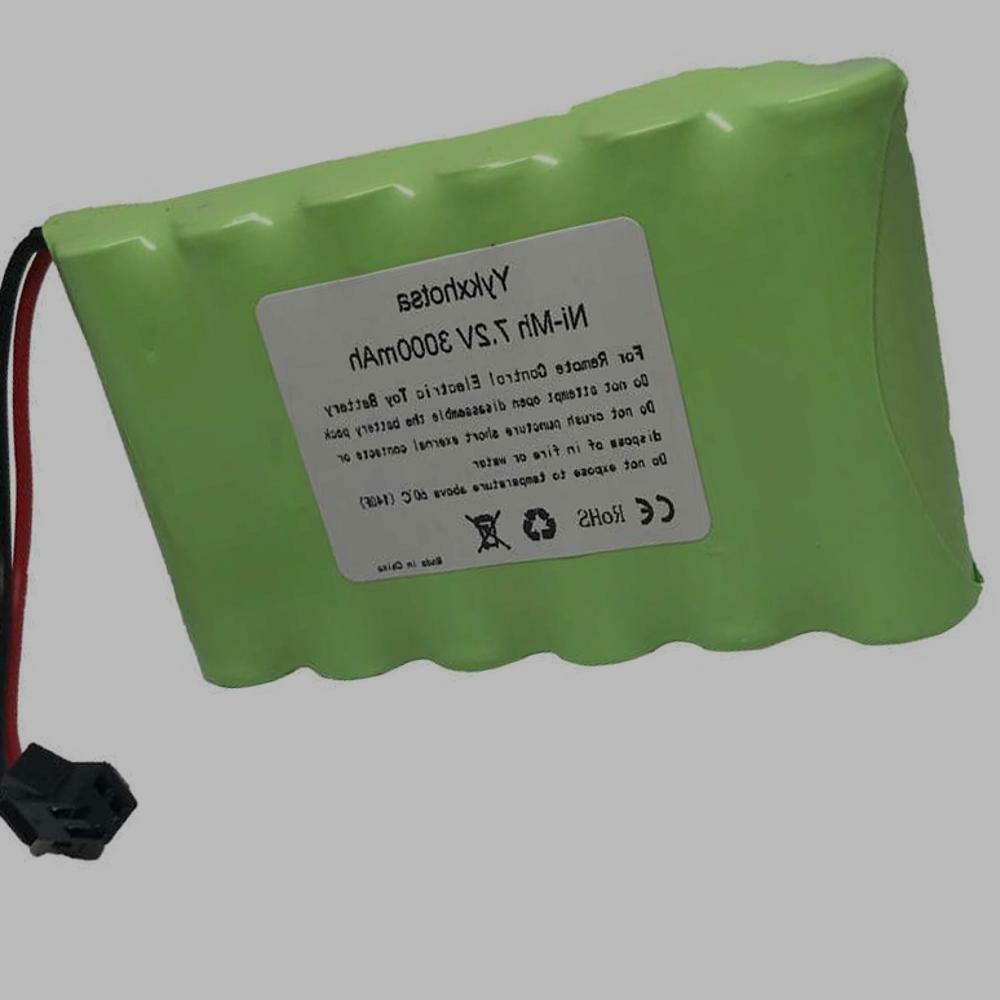 Yykxhotsa
Ni-Mh 7.2V 3000mAh
For Remote Control Electric Toy Battery
Do not attempt open disassemble the battery pack
Do not crush puncture short external contacts or
dispose of in fire or water
Do not expose to temperature above 60℃ (140F)
CE RoHS
Made in China